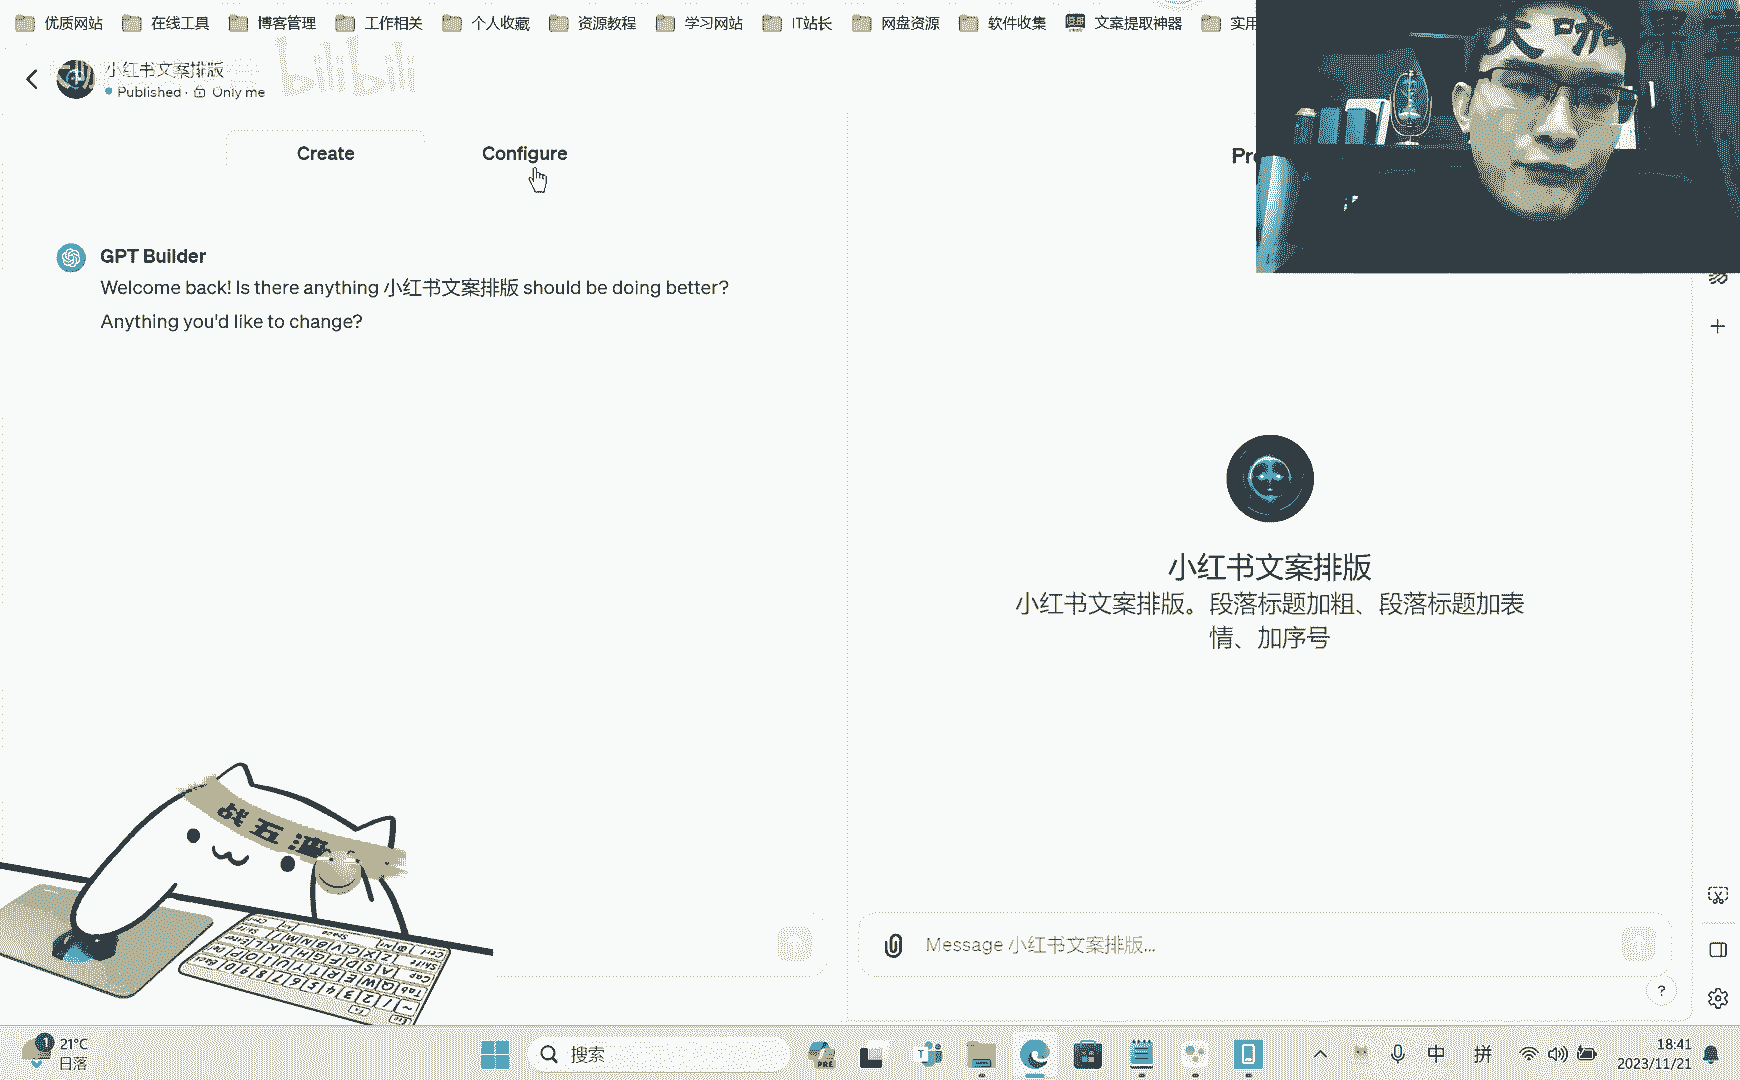 优质网站 在线工具 博客管理 工作相关 个人收藏 资源教程 学习网站 IT站长 网盘资源 软件收集 文案提取神器 实用
bilibili
小红书文案排版
Published · Only me
Create Configure
GPT Builder
Welcome back! Is there anything 小红书文案排版 should be doing better?
Anything you'd like to change?
小红书文案排版
小红书文案排版。段落标题加粗、段落标题加表
情、加序号
战五渣
Message 小红书文案排版...
?
21°C
日落
搜索
PRE
中 拼
18:41
2023/11/21